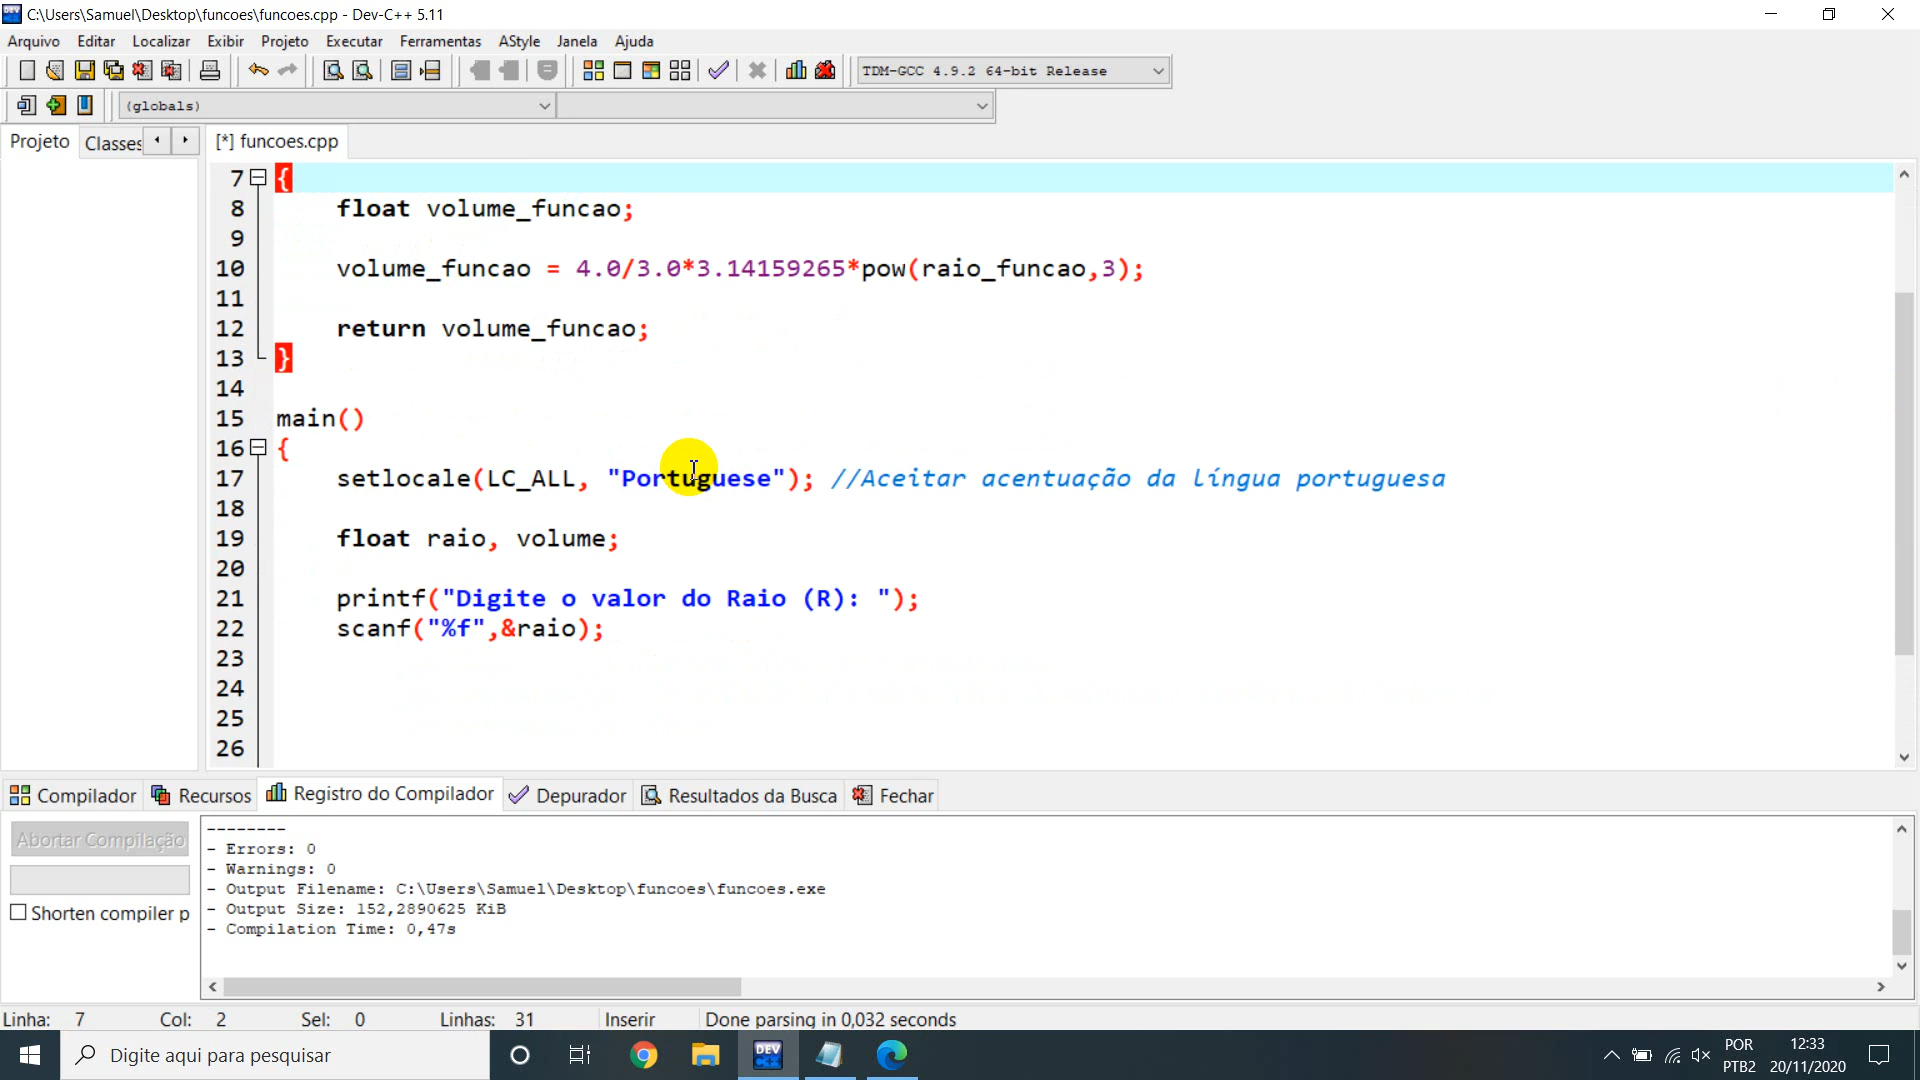 C:\Users\Samuel\Desktop\funcoes\funcoes.cpp - Dev-C++ 5.11
Arquivo Editar Localizar Exibir Projeto Executar Ferramentas AStyle Janela Ajuda
TDM-GCC 4.9.2 64-bit Release
(globals)
Projeto Classes [*] funcoes.cpp
7 {
8 float volume_funcao;
9
10 volume_funcao = 4.0/3.0*3.14159265*pow(raio_funcao,3);
11
12 return volume_funcao;
13 }
14
15 main()
16 {
17 setlocale(LC_ALL, "Portuguese"); //Aceitar acentuação da língua portuguesa
18
19 float raio, volume;
20
21 printf("Digite o valor do Raio (R): ");
22 scanf("%f",&raio);
23
24
25
26
Compilador Recursos Registro do Compilador Depurador Resultados da Busca Fechar
Abortar Compilação
Shorten compiler p
--------
- Errors: 0
- Warnings: 0
- Output Filename: C:\Users\Samuel\Desktop\funcoes\funcoes.exe
- Output Size: 152,2890625 KiB
- Compilation Time: 0,47s
Linha: 7 Col: 2 Sel: 0 Linhas: 31 Inserir Done parsing in 0,032 seconds
Digite aqui para pesquisar
DEV C++
POR
PTB2
12:33
20/11/2020